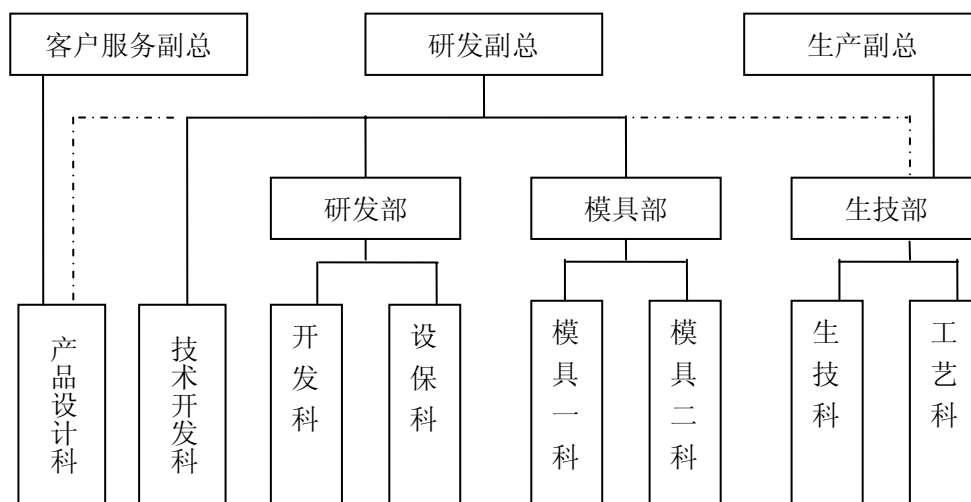 客户服务副总
研发副总
生产副总
研发部
模具部
生技部
产品设计科
技术开发科
开发科
设保科
模具一科
模具二科
生技科
工艺科